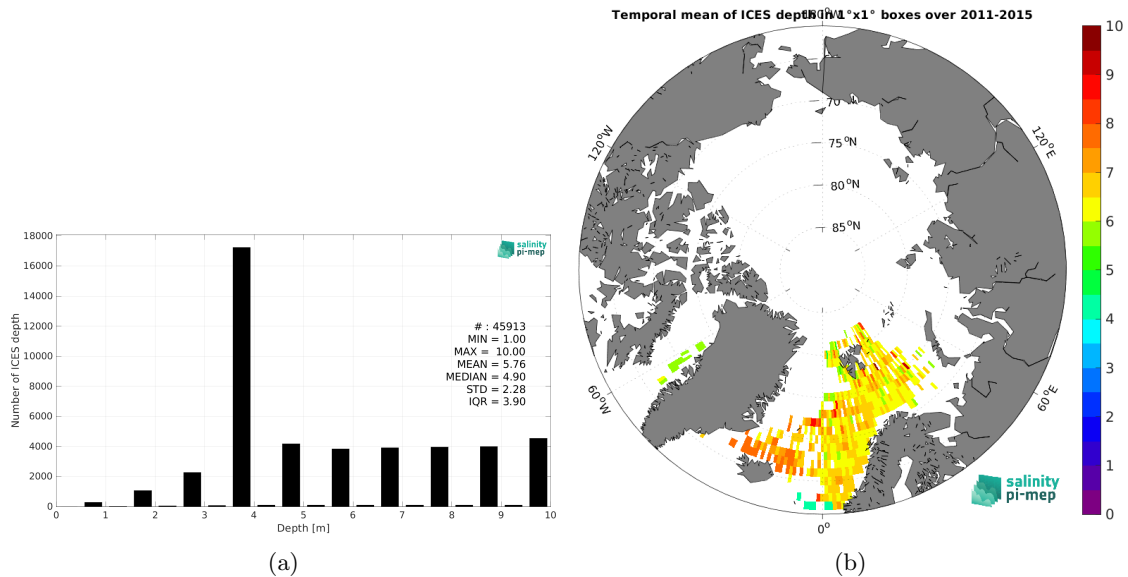 Temporal mean of ICES depth in 1°x1° boxes over 2011-2015
180°W
10
9
8
7
6
5
4
3
2
1
0
70°N
75°N
80°N
85°N
120°W
120°E
60°W
60°E
0°
salinity
pi-mep
18000
16000
14000
12000
10000
8000
6000
4000
2000
0
Number of ICES depth
salinity
pi-mep
# : 45913
MIN = 1.00
MAX = 10.00
MEAN = 5.76
MEDIAN = 4.90
STD = 2.28
IQR = 3.90
0 1 2 3 4 5 6 7 8 9 10
Depth [m]
(a)
(b)